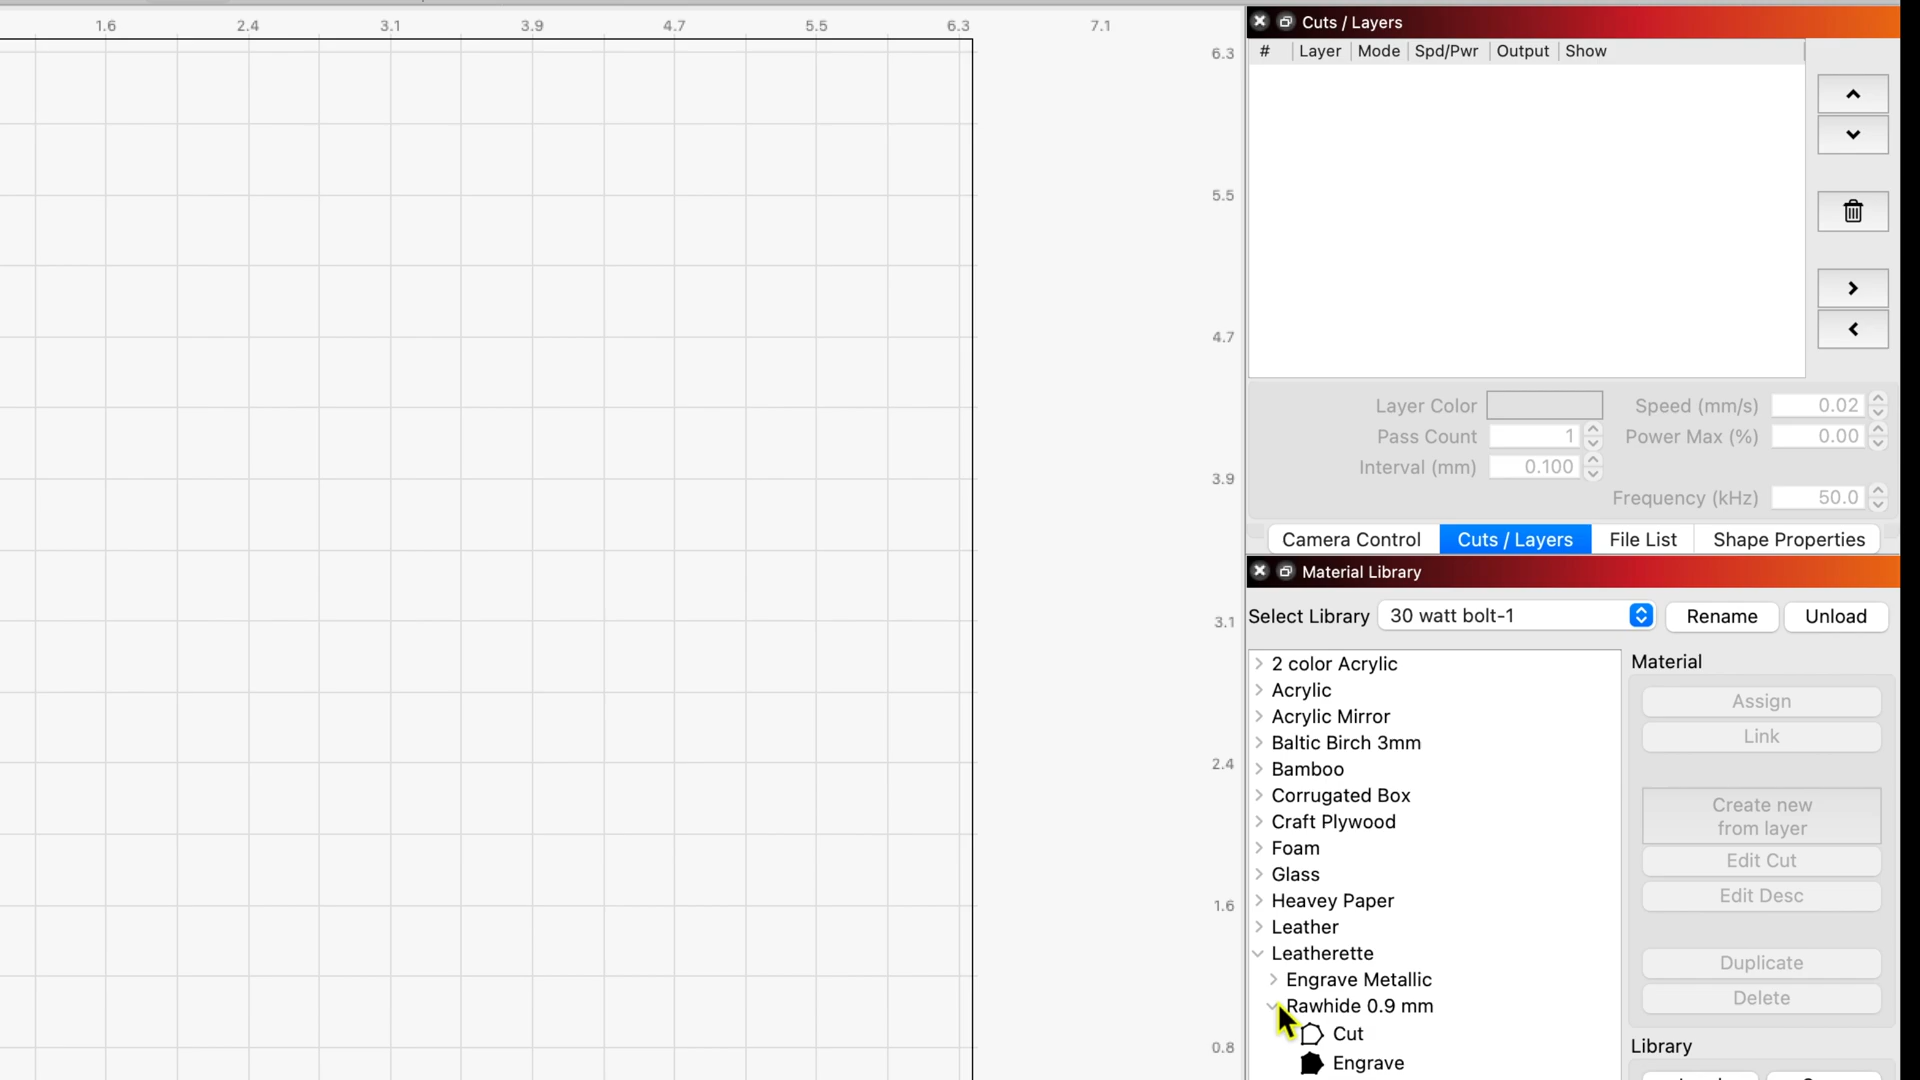 1.6 2.4 3.1 3.9 4.7 5.5 6.3 7.1
6.3
5.5
4.7
3.9
3.1
2.4
1.6
0.8
Cuts / Layers
# Layer Mode Spd/Pwr Output Show
Layer Color Speed (mm/s) 0.02
Pass Count 1 Power Max (%) 0.00
Interval (mm) 0.100
Frequency (kHz) 50.0
Camera Control Cuts / Layers File List Shape Properties
Material Library
Select Library 30 watt bolt-1 Rename Unload
2 color Acrylic
Acrylic
Acrylic Mirror
Baltic Birch 3mm
Bamboo
Corrugated Box
Craft Plywood
Foam
Glass
Heavey Paper
Leather
Leatherette
Engrave Metallic
Rawhide 0.9 mm
Cut
Engrave
Material
Assign
Link
Create new
from layer
Edit Cut
Edit Desc
Duplicate
Delete
Library